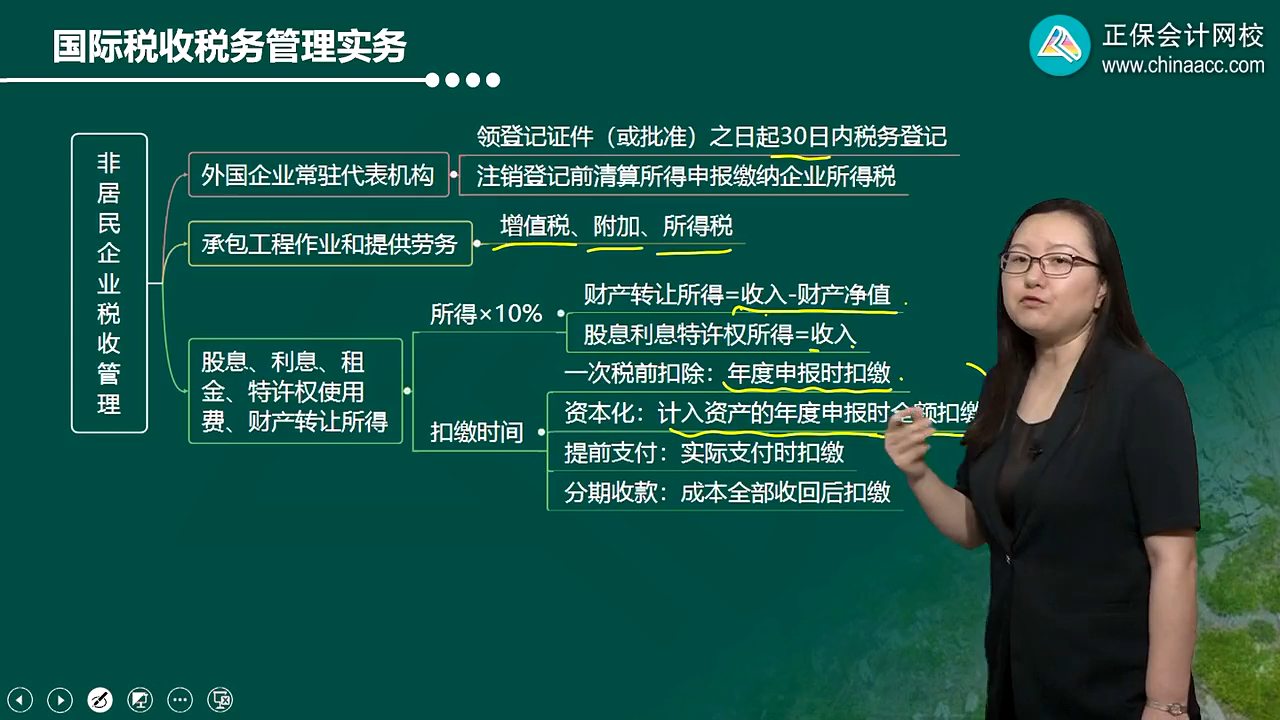 国际税收税务管理实务
正保会计网校
www.chinaacc.com
非居民企业税收管理
外国企业常驻代表机构
领登记证件（或批准）之日起30日内税务登记
注销登记前清算所得申报缴纳企业所得税
承包工程作业和提供劳务
增值税、附加、所得税
股息、利息、租
金、特许权使用
费、财产转让所得
所得×10%
财产转让所得=收入-财产净值
股息利息特许权所得=收入
扣缴时间
一次税前扣除：年度申报时扣缴
资本化：计入资产的年度申报时全额扣缴
提前支付：实际支付时扣缴
分期收款：成本全部收回后扣缴